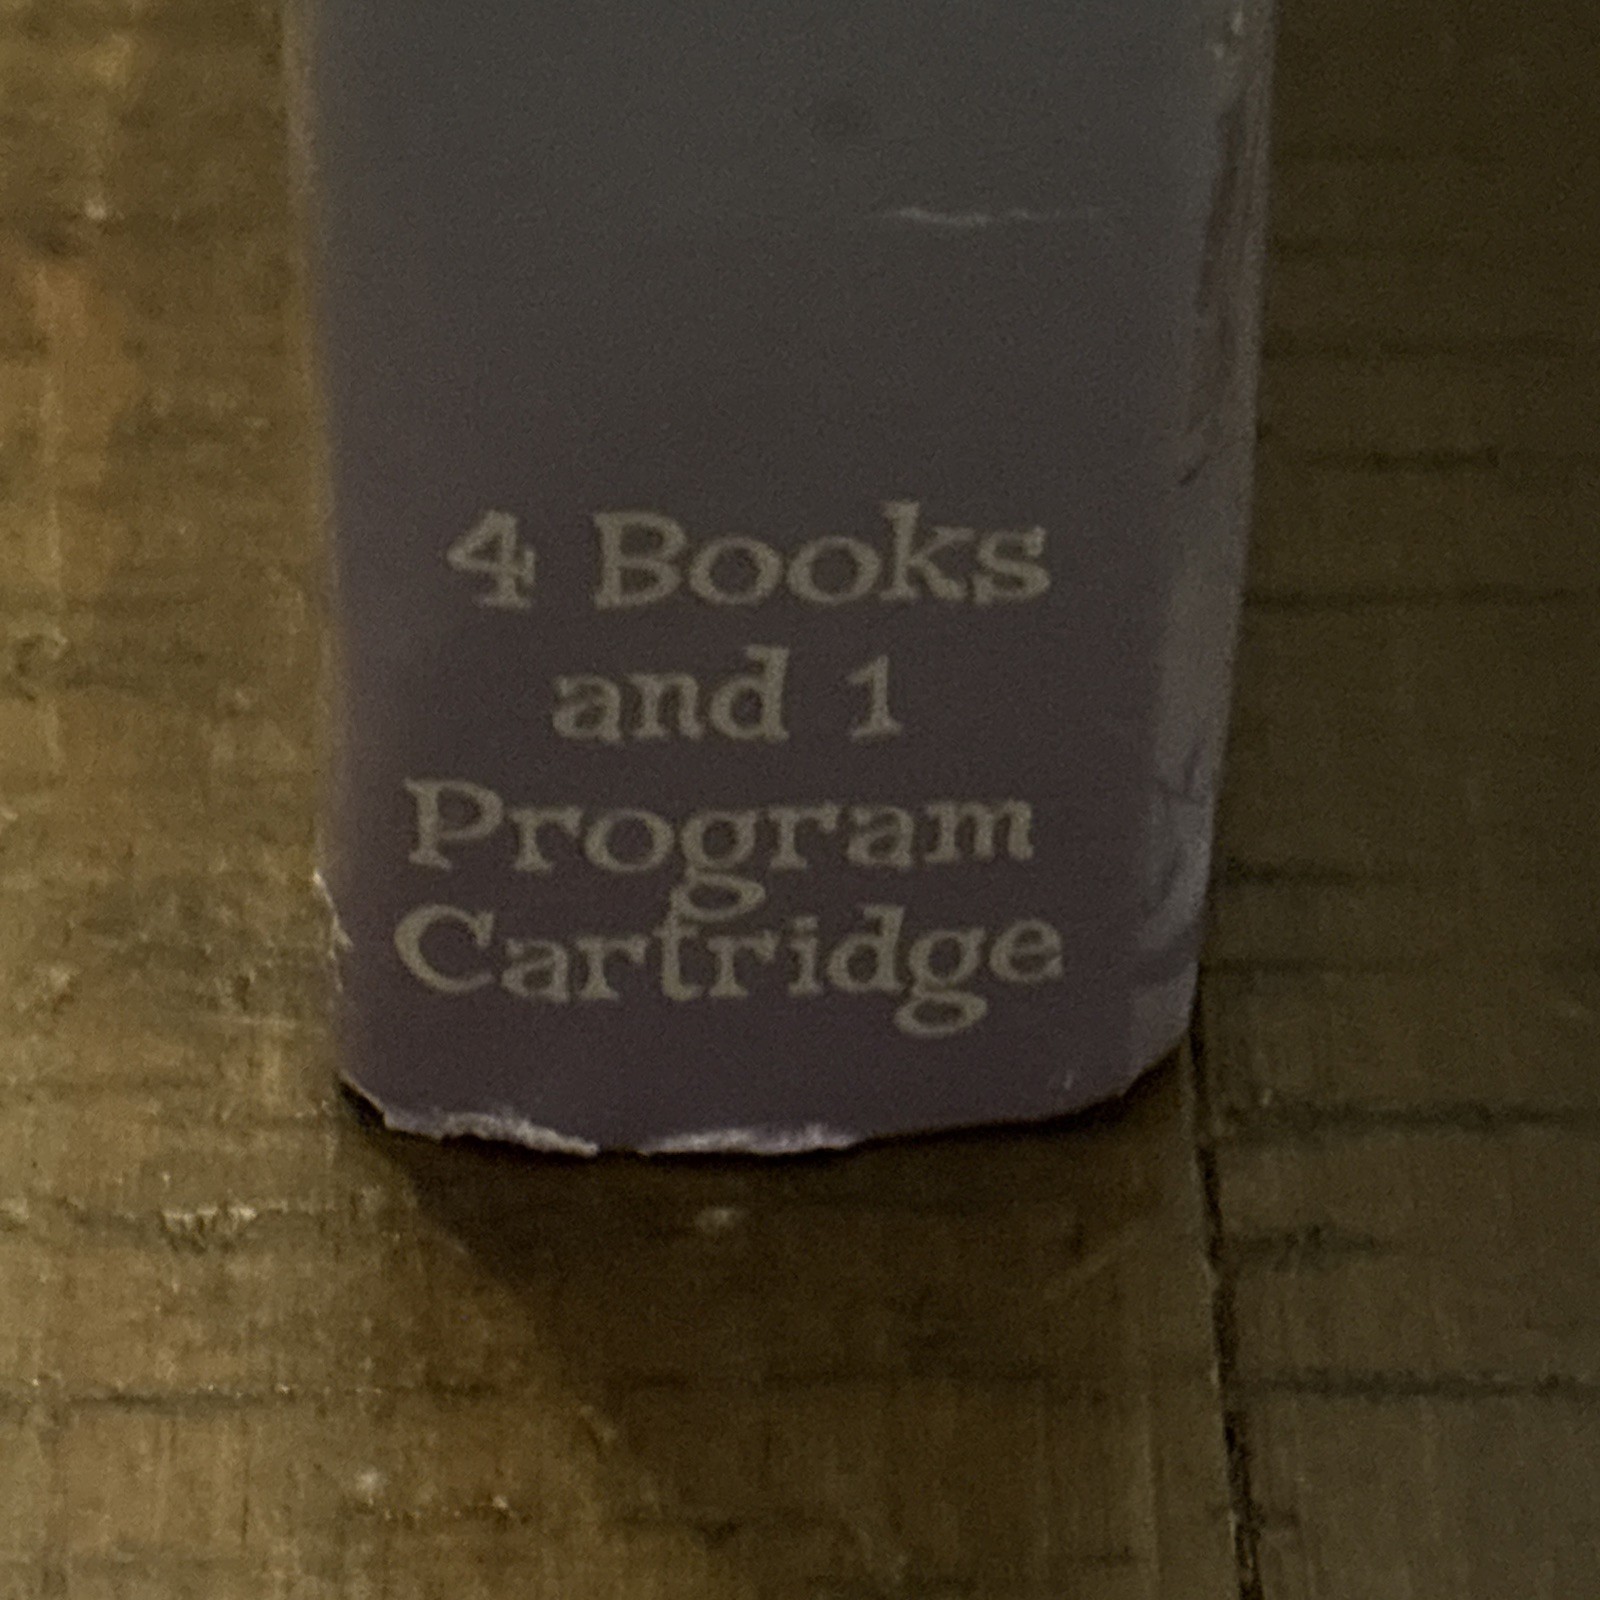 4 Books
and 1
Program
Cartridge